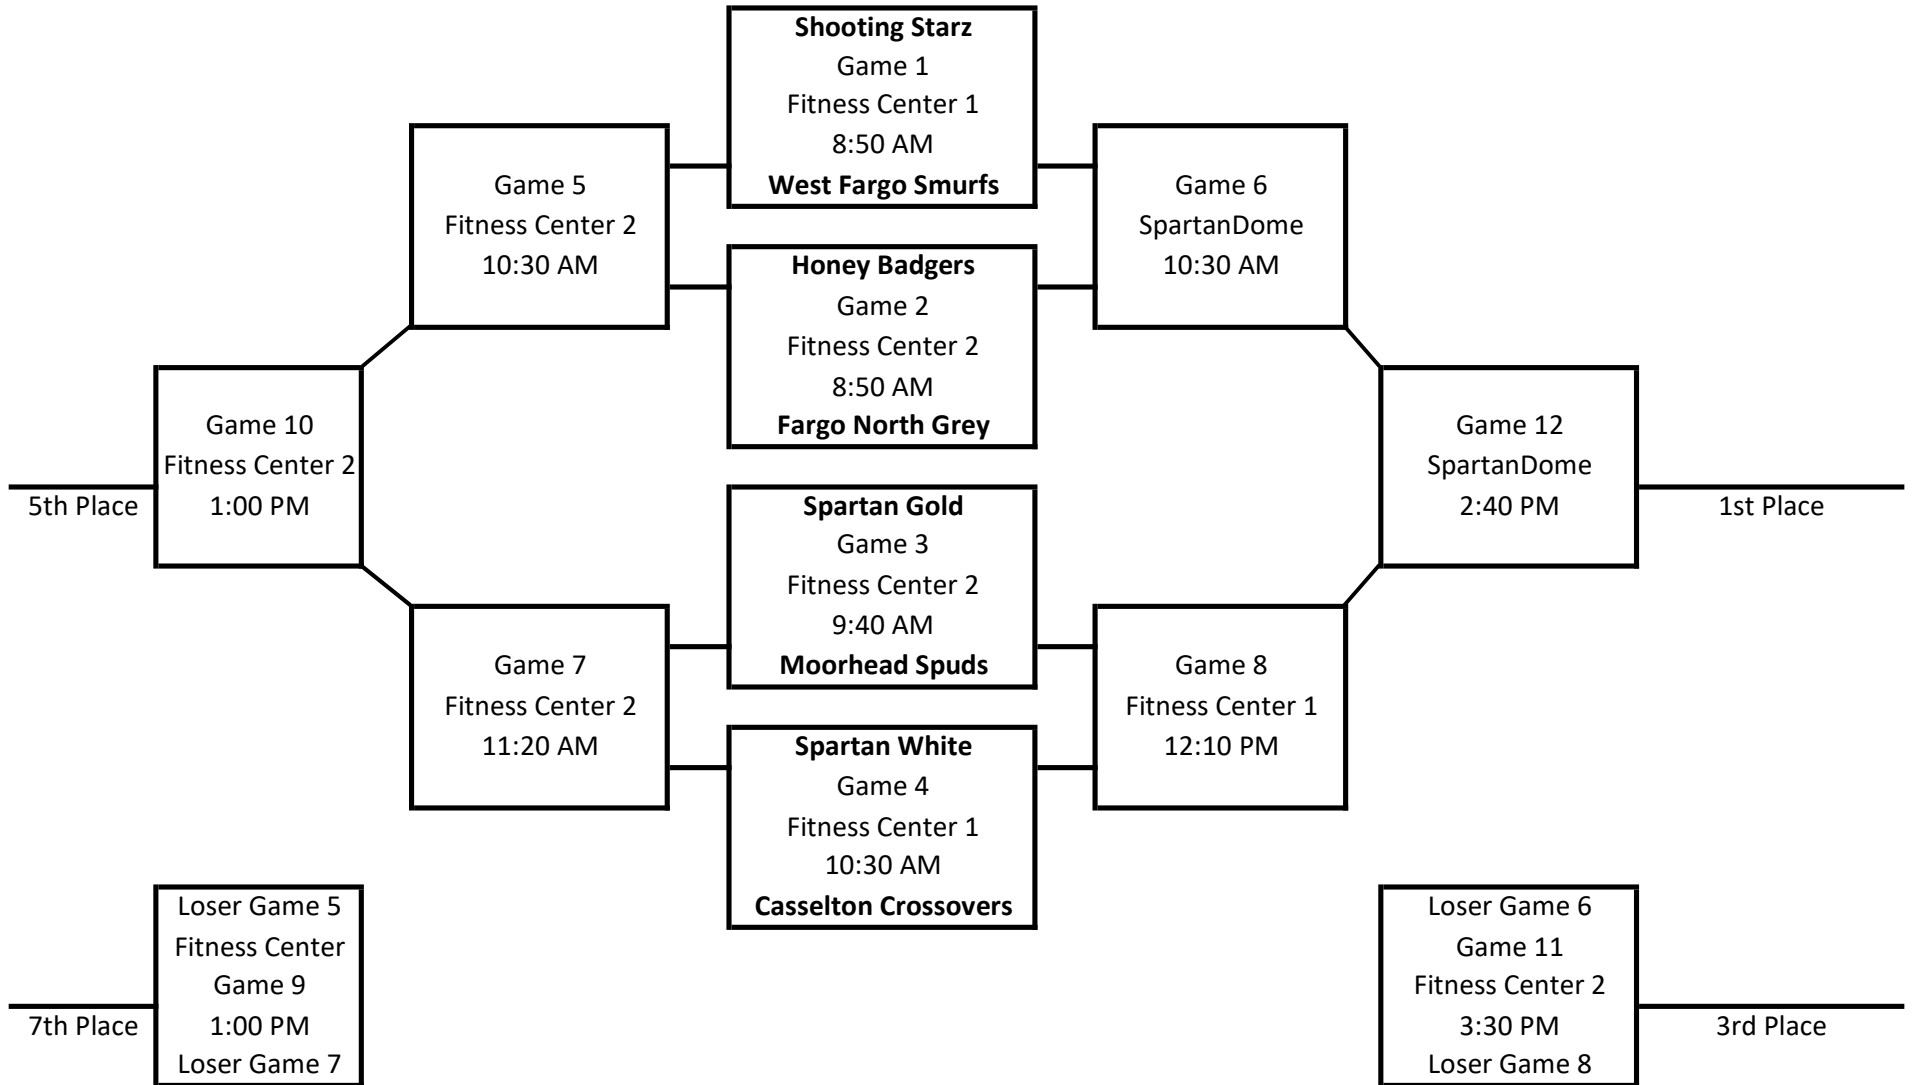 Shooting Starz
Game 1
Fitness Center 1
8:50 AM
West Fargo Smurfs
Game 5
Fitness Center 2
10:30 AM
Game 6
SpartanDome
10:30 AM
Honey Badgers
Game 2
Fitness Center 2
8:50 AM
Fargo North Grey
Game 10
Fitness Center 2
1:00 PM
5th Place
Game 12
SpartanDome
2:40 PM
1st Place
Spartan Gold
Game 3
Fitness Center 2
9:40 AM
Moorhead Spuds
Game 7
Fitness Center 2
11:20 AM
Game 8
Fitness Center 1
12:10 PM
Spartan White
Game 4
Fitness Center 1
10:30 AM
Casselton Crossovers
Loser Game 5
Fitness Center
Game 9
1:00 PM
Loser Game 7
7th Place
Loser Game 6
Game 11
Fitness Center 2
3:30 PM
Loser Game 8
3rd Place